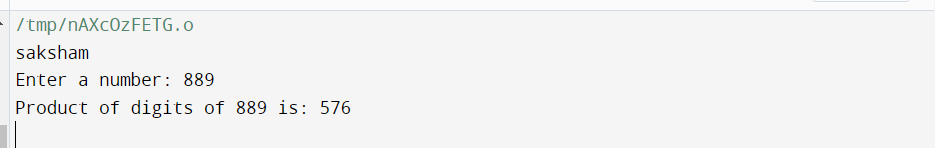 /tmp/nAXcOzFETG.o
saksham
Enter a number: 889
Product of digits of 889 is: 576